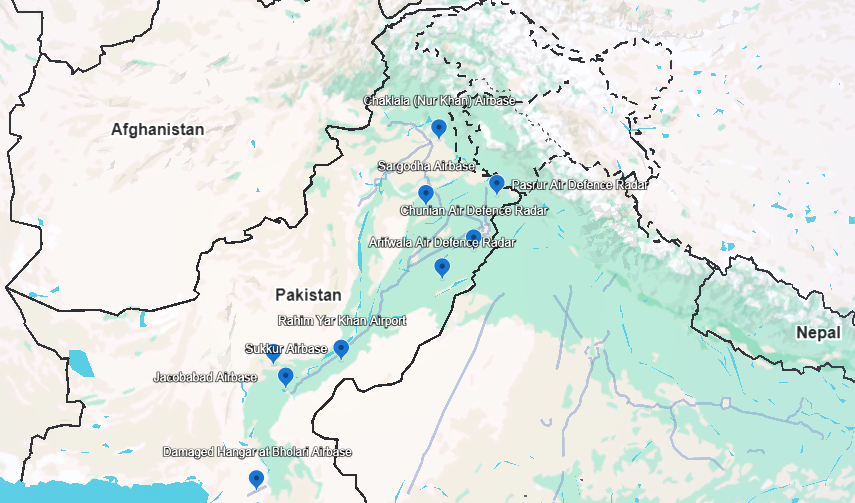 Chaklala (Nur Khan) Airbase
Afghanistan
Sargodha Airbase
Pasrur Air Defence Radar
Chunian Air Defence Radar
Arifwala Air Defence Radar
Pakistan
Rahim Yar Khan Airport
Nepal
Sukkur Airbase
Jacobabad Airbase
Damaged Hangar at Bholari Airbase